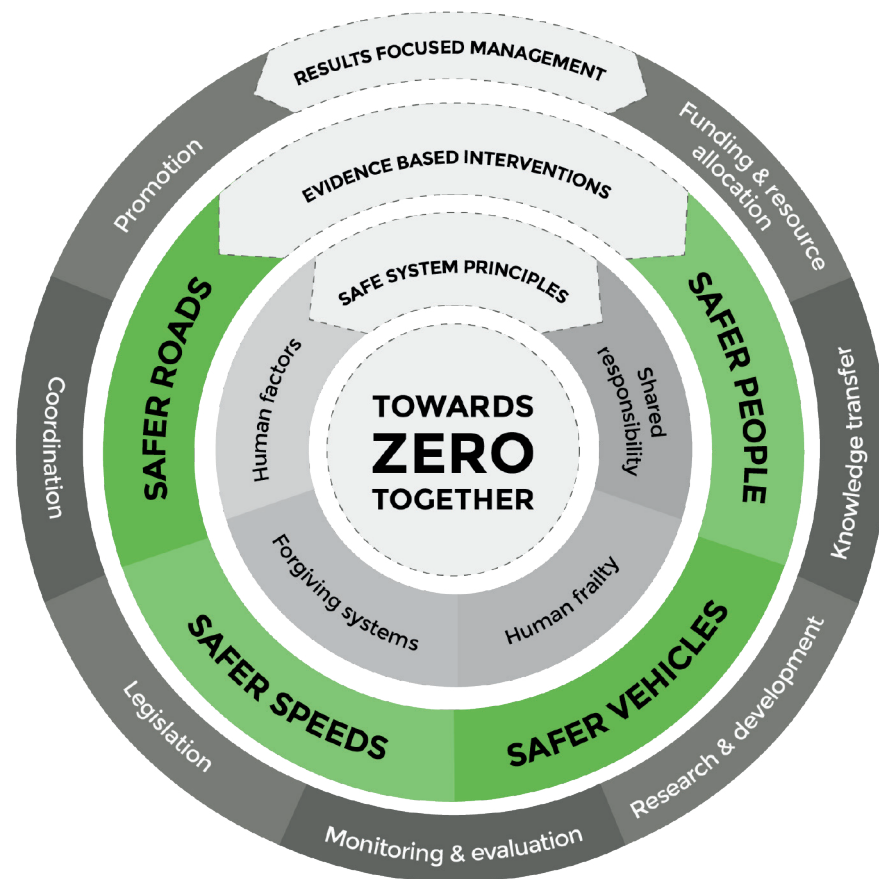 RESULTS FOCUSED MANAGEMENT
Funding & resource
allocation
Knowledge transfer
Research & development
Monitoring & evaluation
Legislation
Coordination
Promotion
EVIDENCE BASED INTERVENTIONS
SAFER PEOPLE
SAFER VEHICLES
SAFER SPEEDS
SAFER ROADS
SAFE SYSTEM PRINCIPLES
Shared
responsibility
Human frailty
Forgiving systems
Human factors
TOWARDS
ZERO
TOGETHER